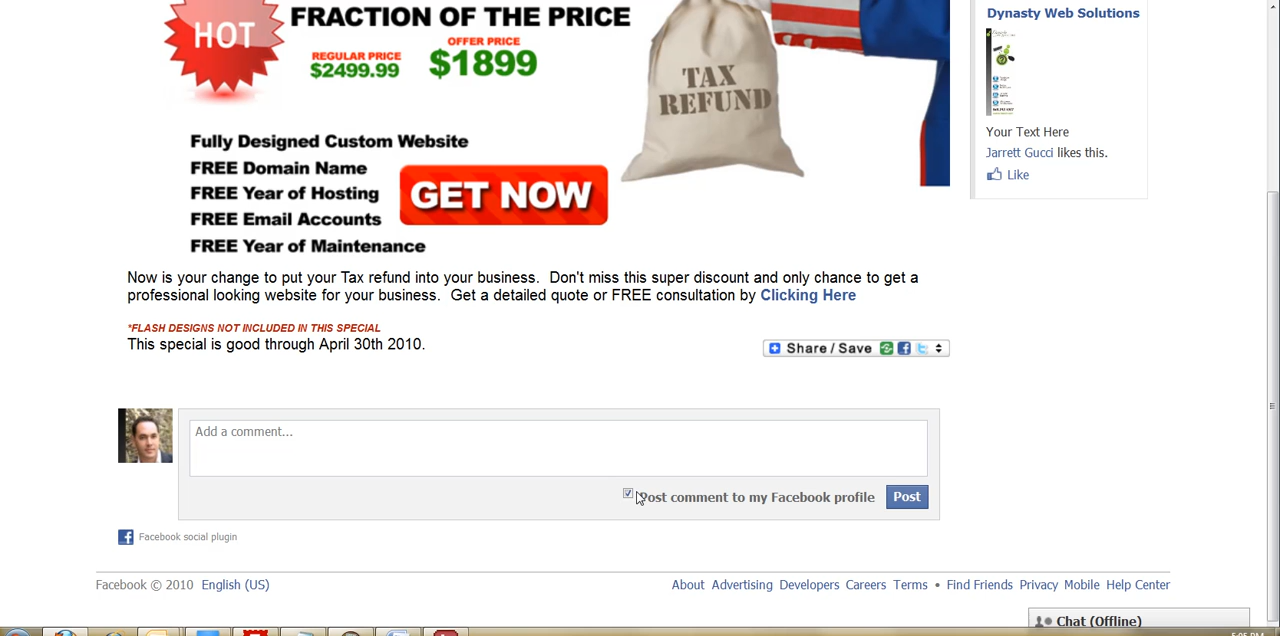 FRACTION OF THE PRICE
HOT
REGULAR PRICE
$2499.99
OFFER PRICE
$1899
TAX
REFUND
Fully Designed Custom Website
FREE Domain Name
FREE Year of Hosting
FREE Email Accounts
FREE Year of Maintenance
GET NOW
Now is your change to put your Tax refund into your business. Don't miss this super discount and only chance to get a
professional looking website for your business. Get a detailed quote or FREE consultation by Clicking Here
*FLASH DESIGNS NOT INCLUDED IN THIS SPECIAL
This special is good through April 30th 2010.
Share / Save
Dynasty Web Solutions
Your Text Here
Jarrett Gucci likes this.
Like
Add a comment...
Post comment to my Facebook profile
Post
Facebook social plugin
Facebook © 2010 English (US)
About Advertising Developers Careers Terms • Find Friends Privacy Mobile Help Center
Chat (Offline)